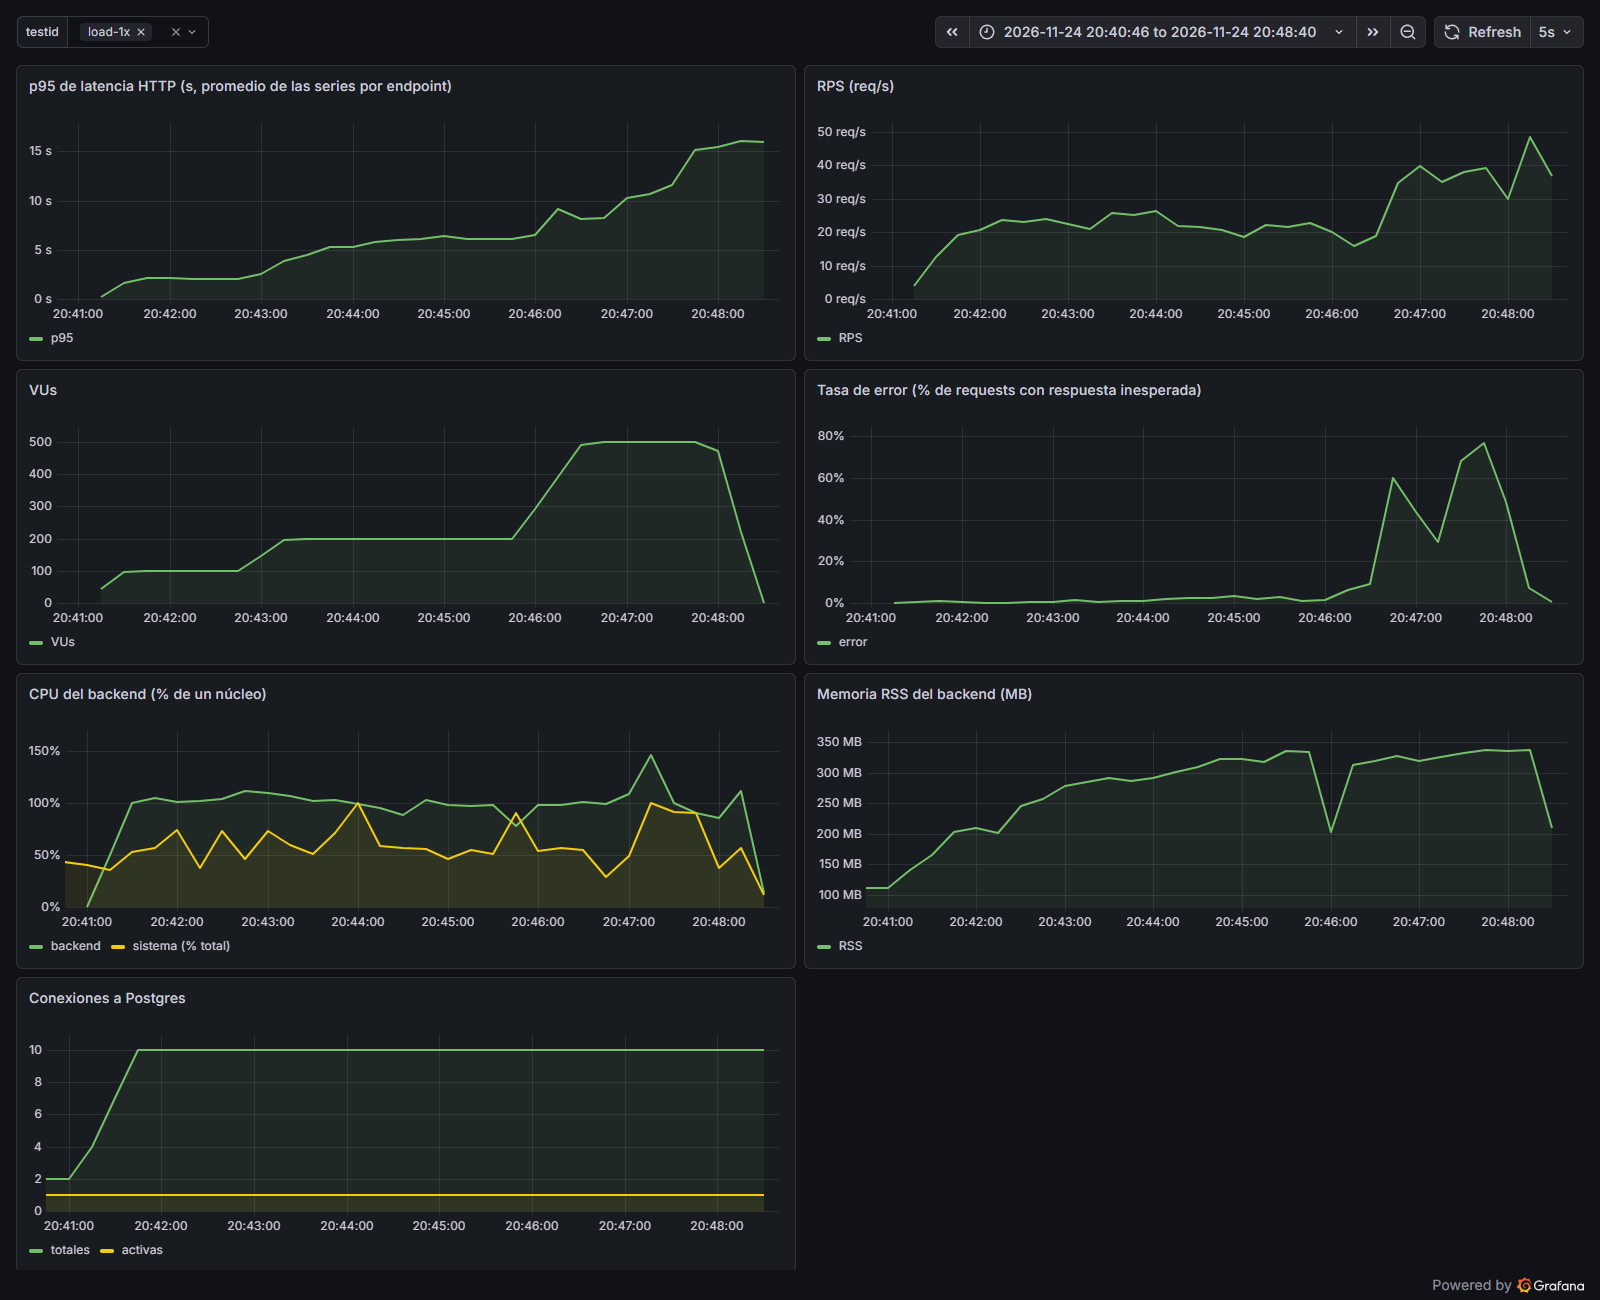 testid load-1x
2026-11-24 20:40:46 to 2026-11-24 20:48:40 Refresh 5s
p95 de latencia HTTP (s, promedio de las series por endpoint)
15 s
10 s
5 s
0 s
20:41:00 20:42:00 20:43:00 20:44:00 20:45:00 20:46:00 20:47:00 20:48:00
p95
RPS (req/s)
50 req/s
40 req/s
30 req/s
20 req/s
10 req/s
0 req/s
20:41:00 20:42:00 20:43:00 20:44:00 20:45:00 20:46:00 20:47:00 20:48:00
RPS
VUs
500
400
300
200
100
0
20:41:00 20:42:00 20:43:00 20:44:00 20:45:00 20:46:00 20:47:00 20:48:00
VUs
Tasa de error (% de requests con respuesta inesperada)
80%
60%
40%
20%
0%
20:41:00 20:42:00 20:43:00 20:44:00 20:45:00 20:46:00 20:47:00 20:48:00
error
CPU del backend (% de un núcleo)
150%
100%
50%
0%
20:41:00 20:42:00 20:43:00 20:44:00 20:45:00 20:46:00 20:47:00 20:48:00
backend sistema (% total)
Memoria RSS del backend (MB)
350 MB
300 MB
250 MB
200 MB
150 MB
100 MB
20:41:00 20:42:00 20:43:00 20:44:00 20:45:00 20:46:00 20:47:00 20:48:00
RSS
Conexiones a Postgres
10
8
6
4
2
0
20:41:00 20:42:00 20:43:00 20:44:00 20:45:00 20:46:00 20:47:00 20:48:00
totales activas
Powered by Grafana